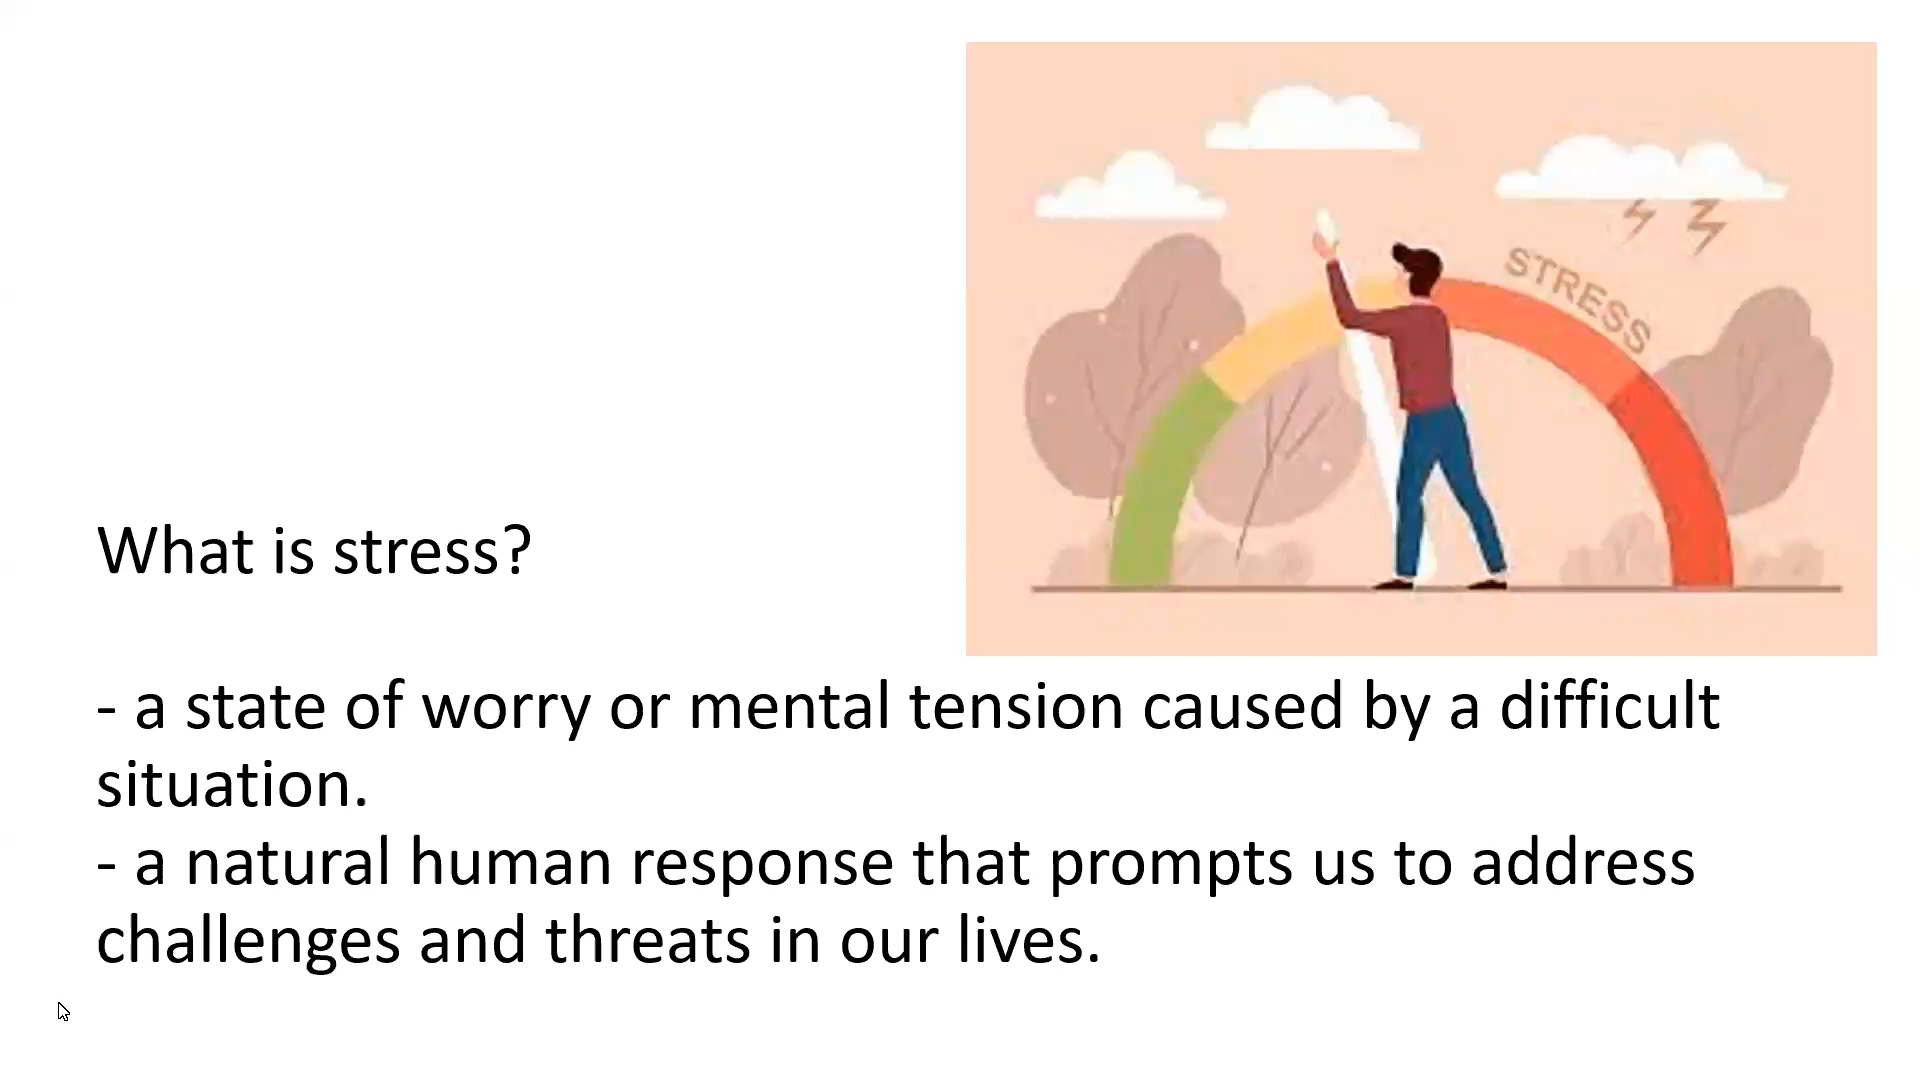 STRESS
What is stress?
- a state of worry or mental tension caused by a difficult
situation.
- a natural human response that prompts us to address
challenges and threats in our lives.